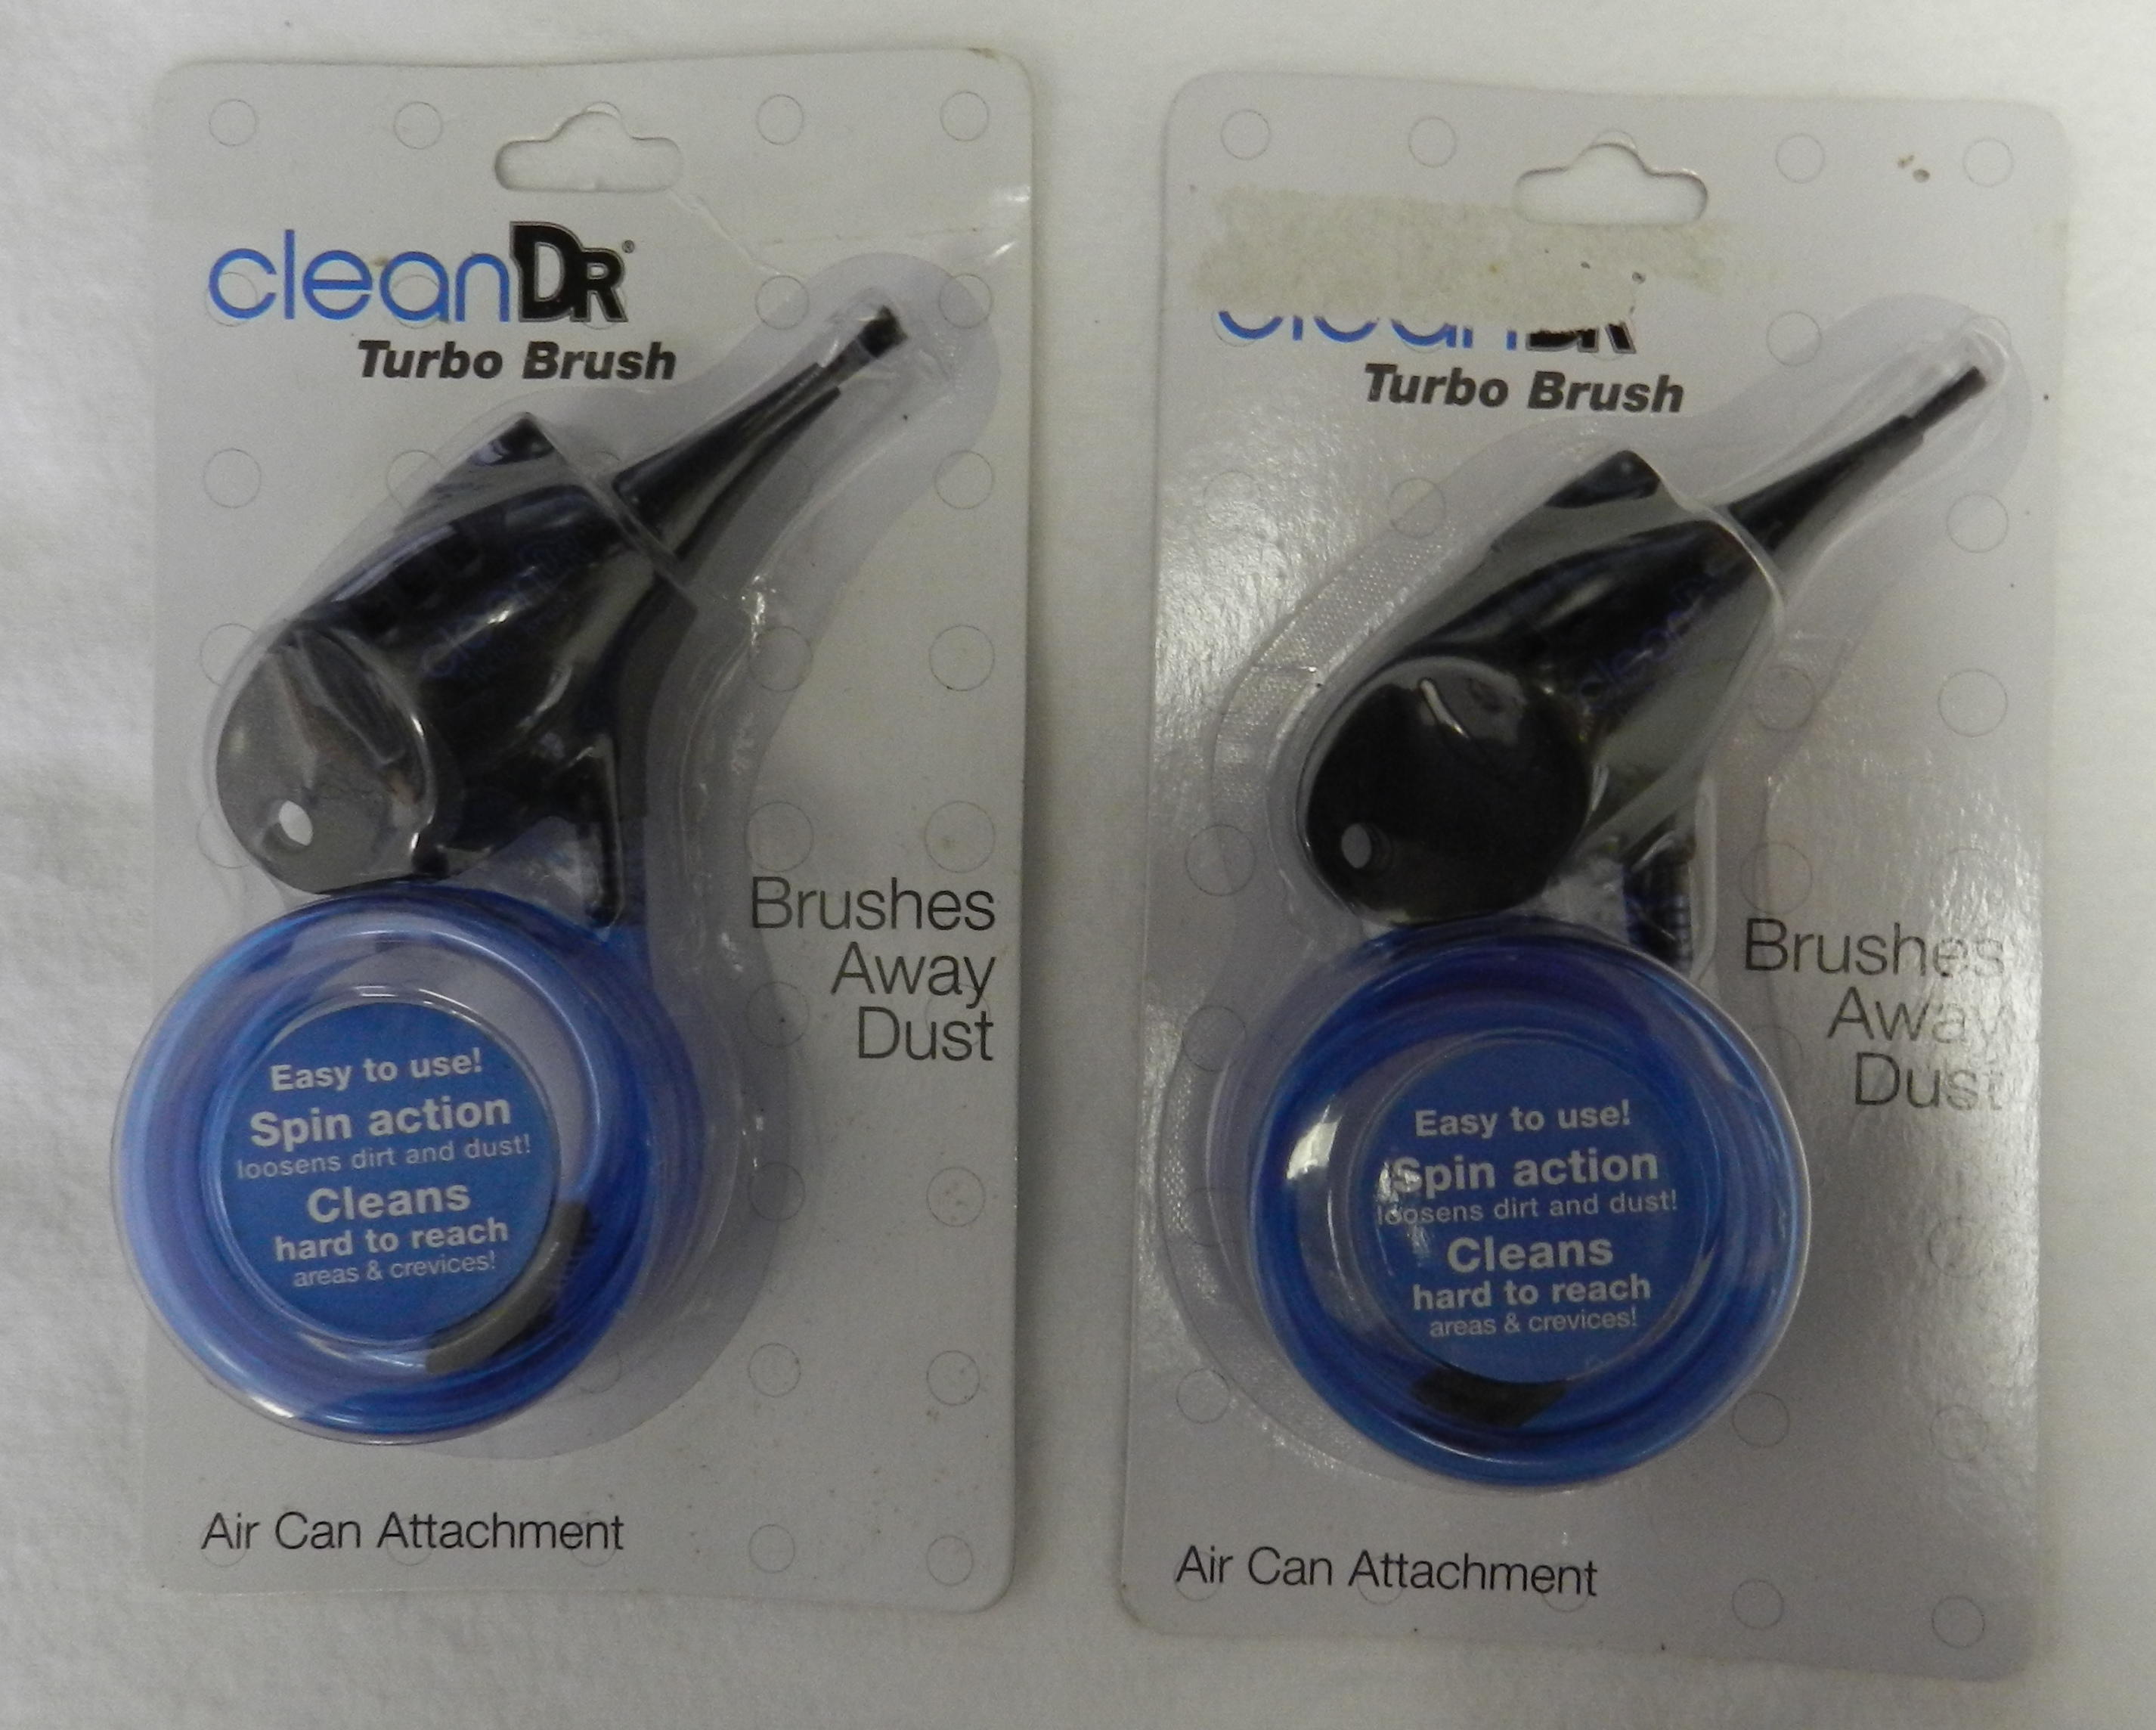 cleanDR®
Turbo Brush
Brushes
Away
Dust
Easy to use!
Spin action
loosens dirt and dust!
Cleans
hard to reach
areas & crevices!
Air Can Attachment
cleanDR
Turbo Brush
Brushes
Away
Dust
Easy to use!
Spin action
loosens dirt and dust!
Cleans
hard to reach
areas & crevices!
Air Can Attachment